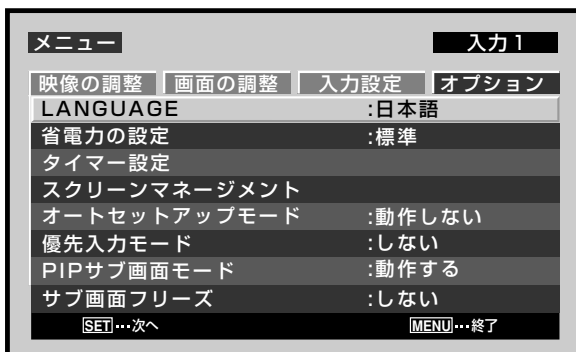 メニュー 入力1
映像の調整 画面の調整 入力設定 オプション
LANGUAGE :日本語
省電力の設定 :標準
タイマー設定
スクリーンマネージメント
オートセットアップモード :動作しない
優先入力モード :しない
PIPサブ画面モード :動作する
サブ画面フリーズ :しない
SET…次へ MENU…終了